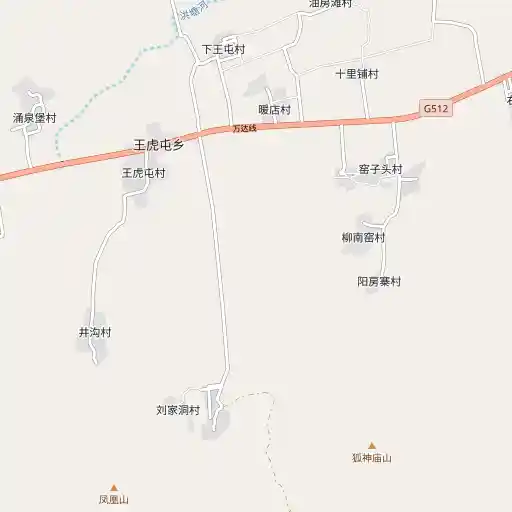 洪塘河
油房滩村
下王屯村
十里铺村
G512
暖店村
涌泉堡村
万达线
王虎屯乡
王虎屯村
窑子头村
柳南窑村
阳房寨村
井沟村
刘家洞村
狐神庙山
凤凰山